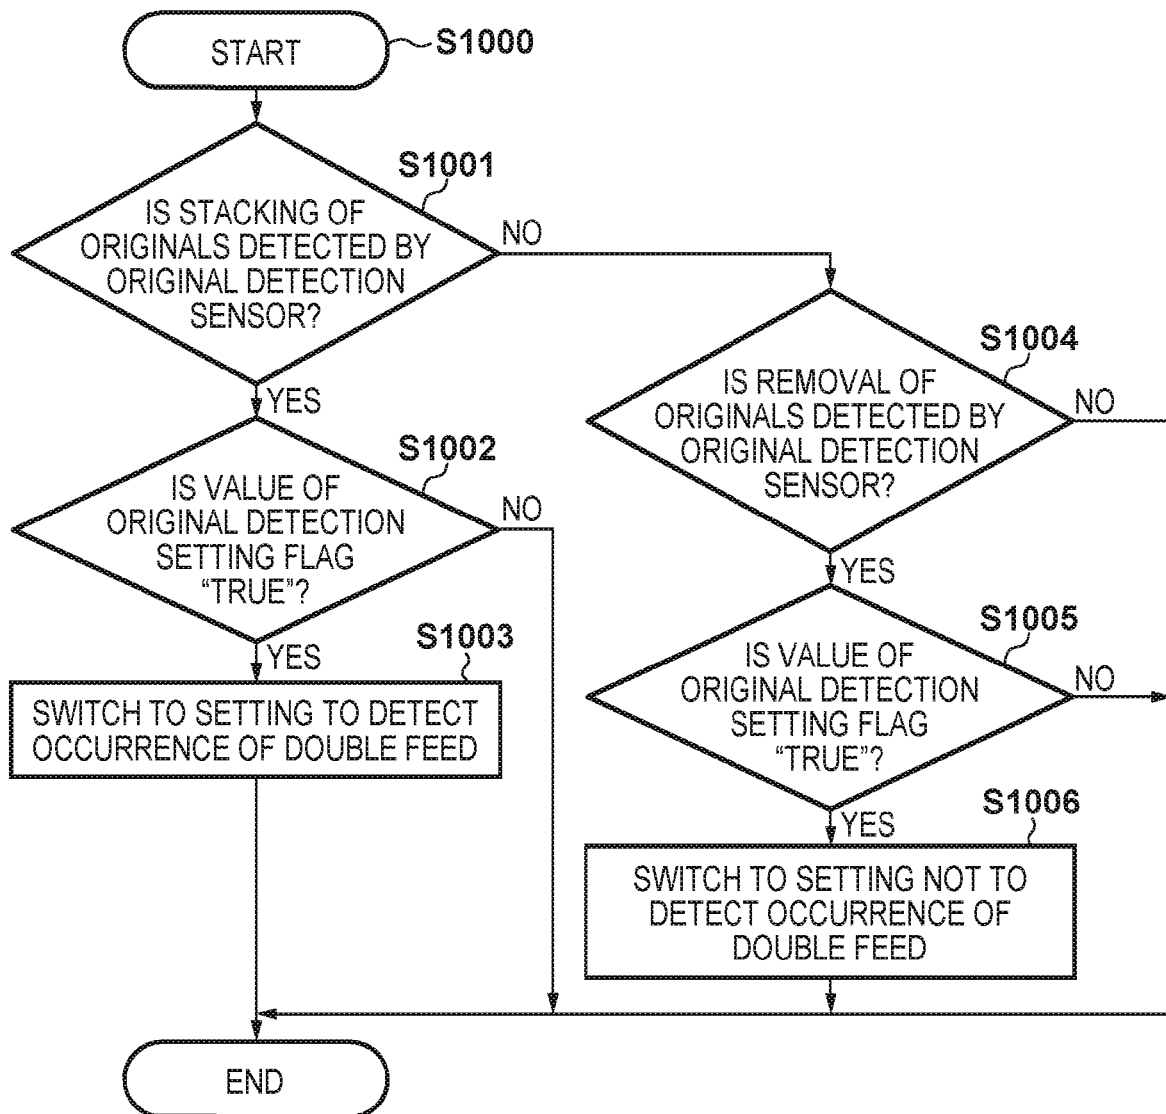 START
S1000
S1001
IS STACKING OF
ORIGINALS DETECTED BY
ORIGINAL DETECTION
SENSOR?
NO
YES
S1002
IS VALUE OF
ORIGINAL DETECTION
SETTING FLAG
“TRUE”?
NO
YES
S1003
SWITCH TO SETTING TO DETECT
OCCURRENCE OF DOUBLE FEED
S1004
IS REMOVAL OF
ORIGINALS DETECTED BY
ORIGINAL DETECTION
SENSOR?
NO
YES
S1005
IS VALUE OF
ORIGINAL DETECTION
SETTING FLAG
“TRUE”?
NO
YES
S1006
SWITCH TO SETTING NOT TO
DETECT OCCURRENCE OF
DOUBLE FEED
END